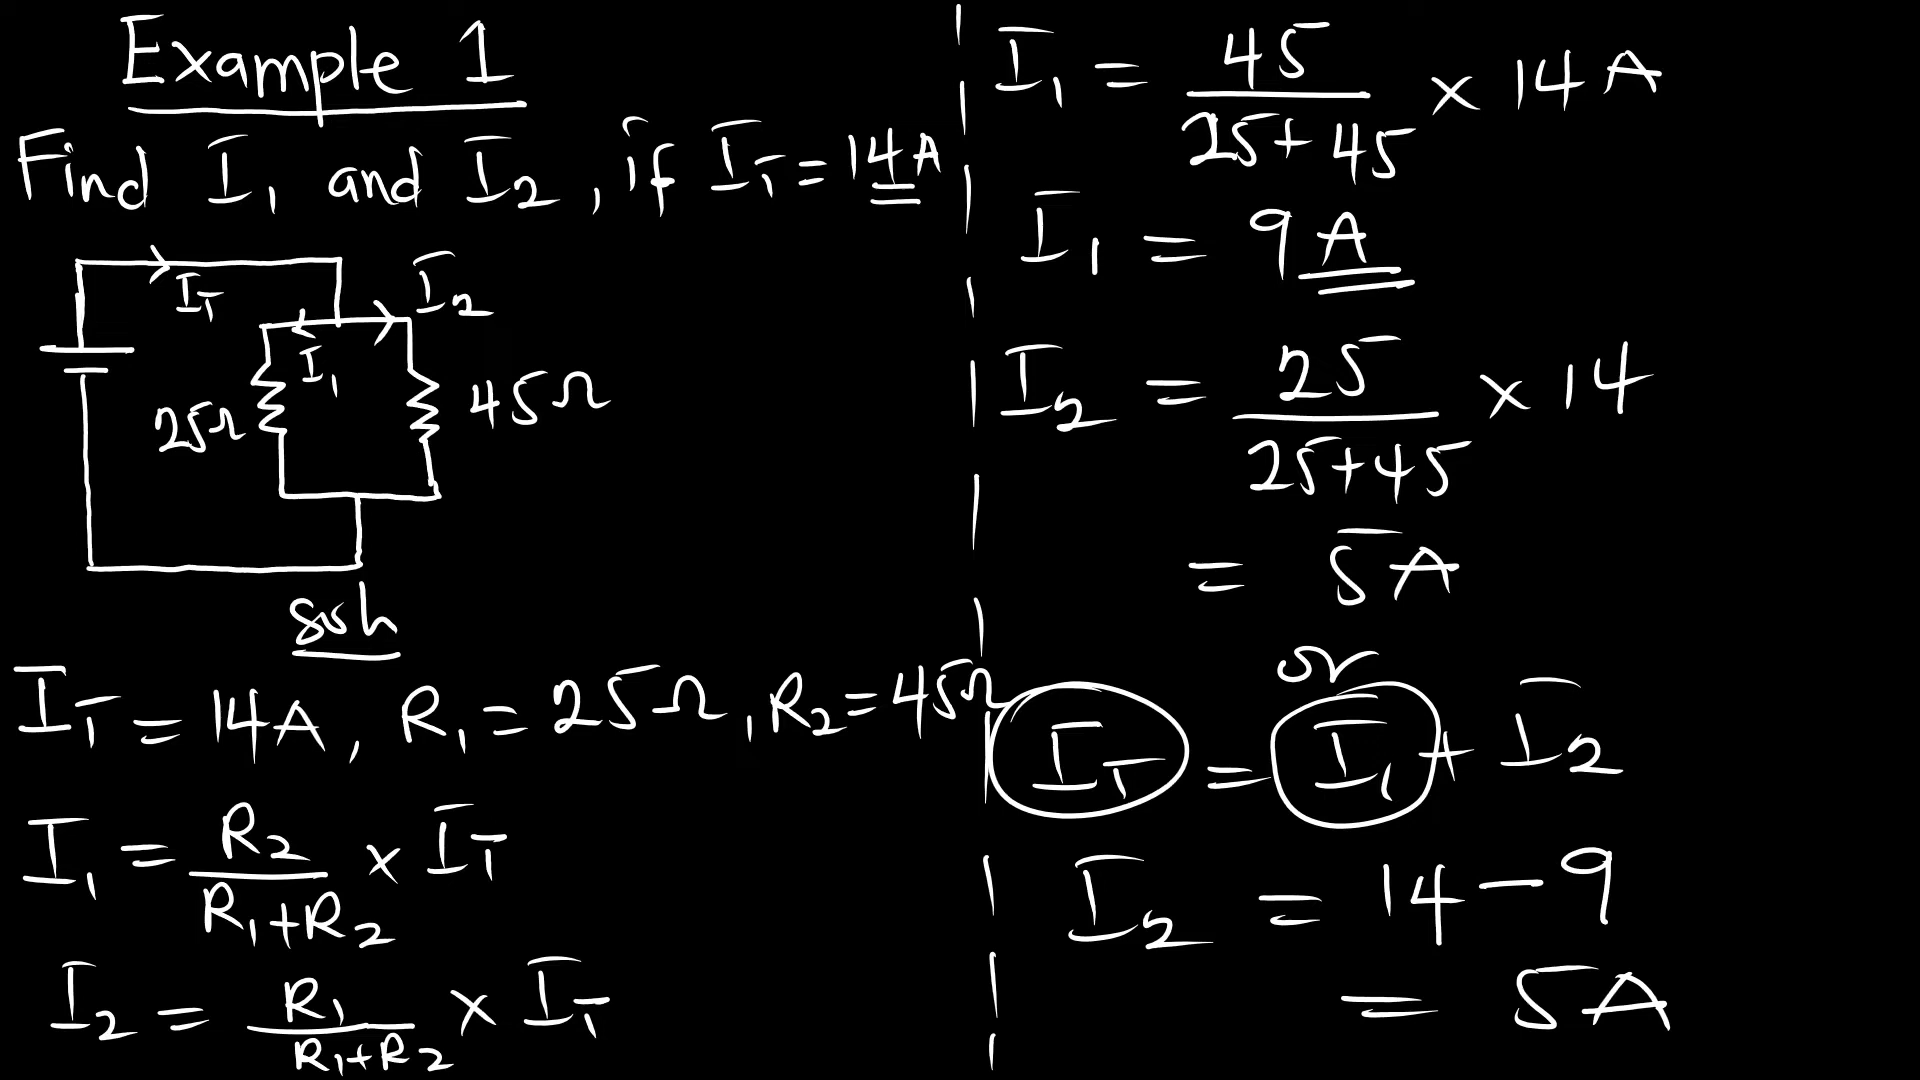 Example 1
Find I₁ and I₂, if I_T = 14A
I_T
I₂
I₁
25Ω
45Ω
soln
I_T = 14A, R₁ = 25Ω, R₂ = 45Ω
I₁ = R₂/(R₁+R₂) × I_T
I₂ = R₁/(R₁+R₂) × I_T
I₁ = 45/(25+45) × 14A
I₁ = 9A
I₂ = 25/(25+45) × 14
= 5A
or
I_T = I₁ + I₂
I₂ = 14 − 9
= 5A